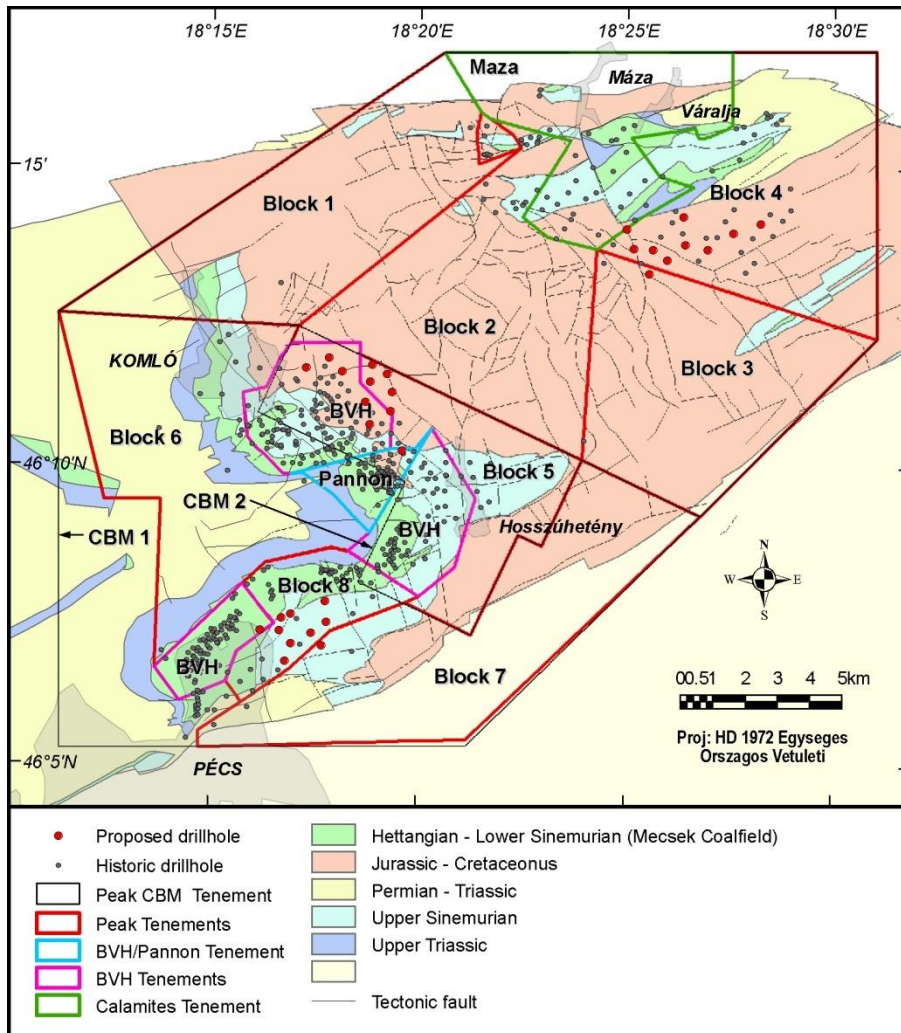 18°15'E
18°20'E
18°25'E
18°30'E
Maza
Máza
Váralja
15'
Block 1
Block 4
Block 2
Block 3
KOMLÓ
BVH
Block 6
46°10'N
Pannon
Block 5
CBM 2
BVH
Hosszúhetény
CBM 1
N
W E
S
Block 8
BVH
Block 7
00.51 2 3 4 5km
Proj: HD 1972 Egyseges
Orszagos Vetuleti
46°5'N
PÉCS
Proposed drillhole
Historic drillhole
Peak CBM Tenement
Peak Tenements
BVH/Pannon Tenement
BVH Tenements
Calamites Tenement
Hettangian - Lower Sinemurian (Mecsek Coalfield)
Jurassic - Cretaceonus
Permian - Triassic
Upper Sinemurian
Upper Triassic
Tectonic fault